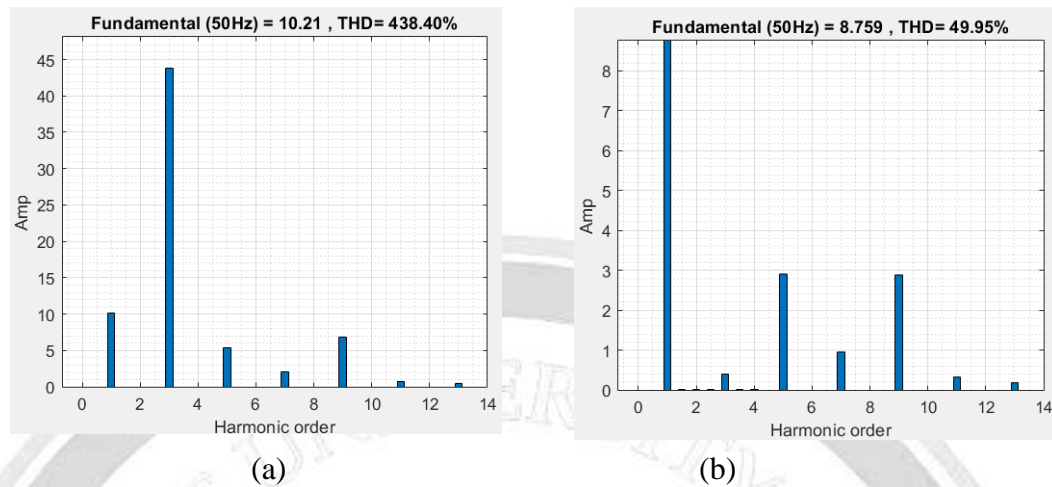 Fundamental (50Hz) = 10.21 , THD= 438.40%
45
40
35
30
25
20
15
10
5
0
Amp
0 2 4 6 8 10 12 14
Harmonic order
(a)
Fundamental (50Hz) = 8.759 , THD= 49.95%
8
7
6
5
4
3
2
1
0
Amp
0 2 4 6 8 10 12 14
Harmonic order
(b)